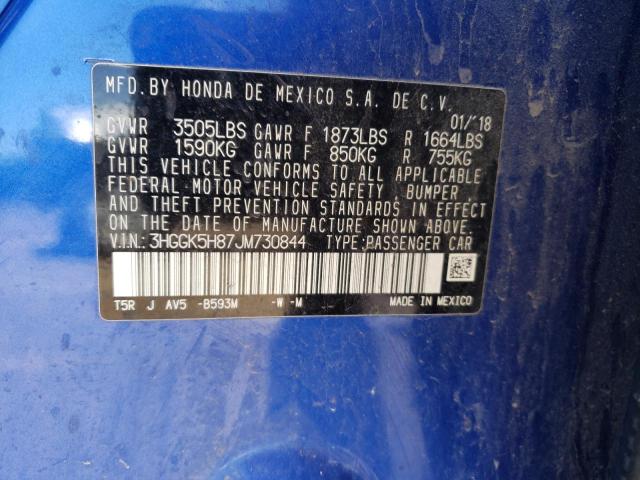 MFD. BY HONDA DE MEXICO S.A. DE C.V.
01/'18
GVWR 3505LBS GAWR F 1873LBS R 1664LBS
GVWR 1590KG GAWR F 850KG R 755KG
THIS VEHICLE CONFORMS TO ALL APPLICABLE
FEDERAL MOTOR VEHICLE SAFETY BUMPER
AND THEFT PREVENTION STANDARDS IN EFFECT
ON THE DATE OF MANUFACTURE SHOWN ABOVE.
V.I.N.: 3HGGK5H87JM730844 TYPE:PASSENGER CAR
T5R J AV5 -B593M -W -M MADE IN MEXICO